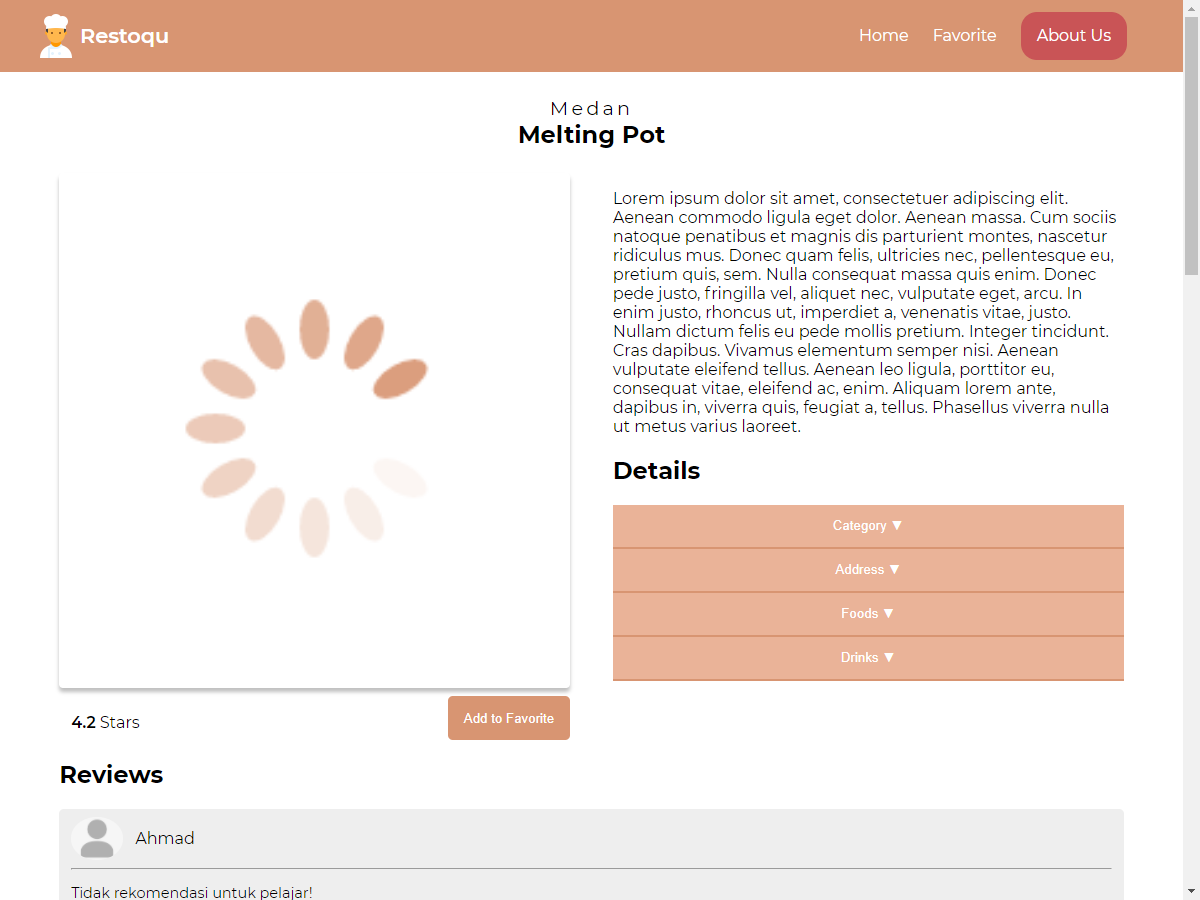 Restoqu
Home
Favorite
About Us
Medan
Melting Pot
Lorem ipsum dolor sit amet, consectetuer adipiscing elit.
Aenean commodo ligula eget dolor. Aenean massa. Cum sociis
natoque penatibus et magnis dis parturient montes, nascetur
ridiculus mus. Donec quam felis, ultricies nec, pellentesque eu,
pretium quis, sem. Nulla consequat massa quis enim. Donec
pede justo, fringilla vel, aliquet nec, vulputate eget, arcu. In
enim justo, rhoncus ut, imperdiet a, venenatis vitae, justo.
Nullam dictum felis eu pede mollis pretium. Integer tincidunt.
Cras dapibus. Vivamus elementum semper nisi. Aenean
vulputate eleifend tellus. Aenean leo ligula, porttitor eu,
consequat vitae, eleifend ac, enim. Aliquam lorem ante,
dapibus in, viverra quis, feugiat a, tellus. Phasellus viverra nulla
ut metus varius laoreet.
Details
Category ▼
Address ▼
Foods ▼
Drinks ▼
4.2 Stars
Add to Favorite
Reviews
Ahmad
Tidak rekomendasi untuk pelajar!